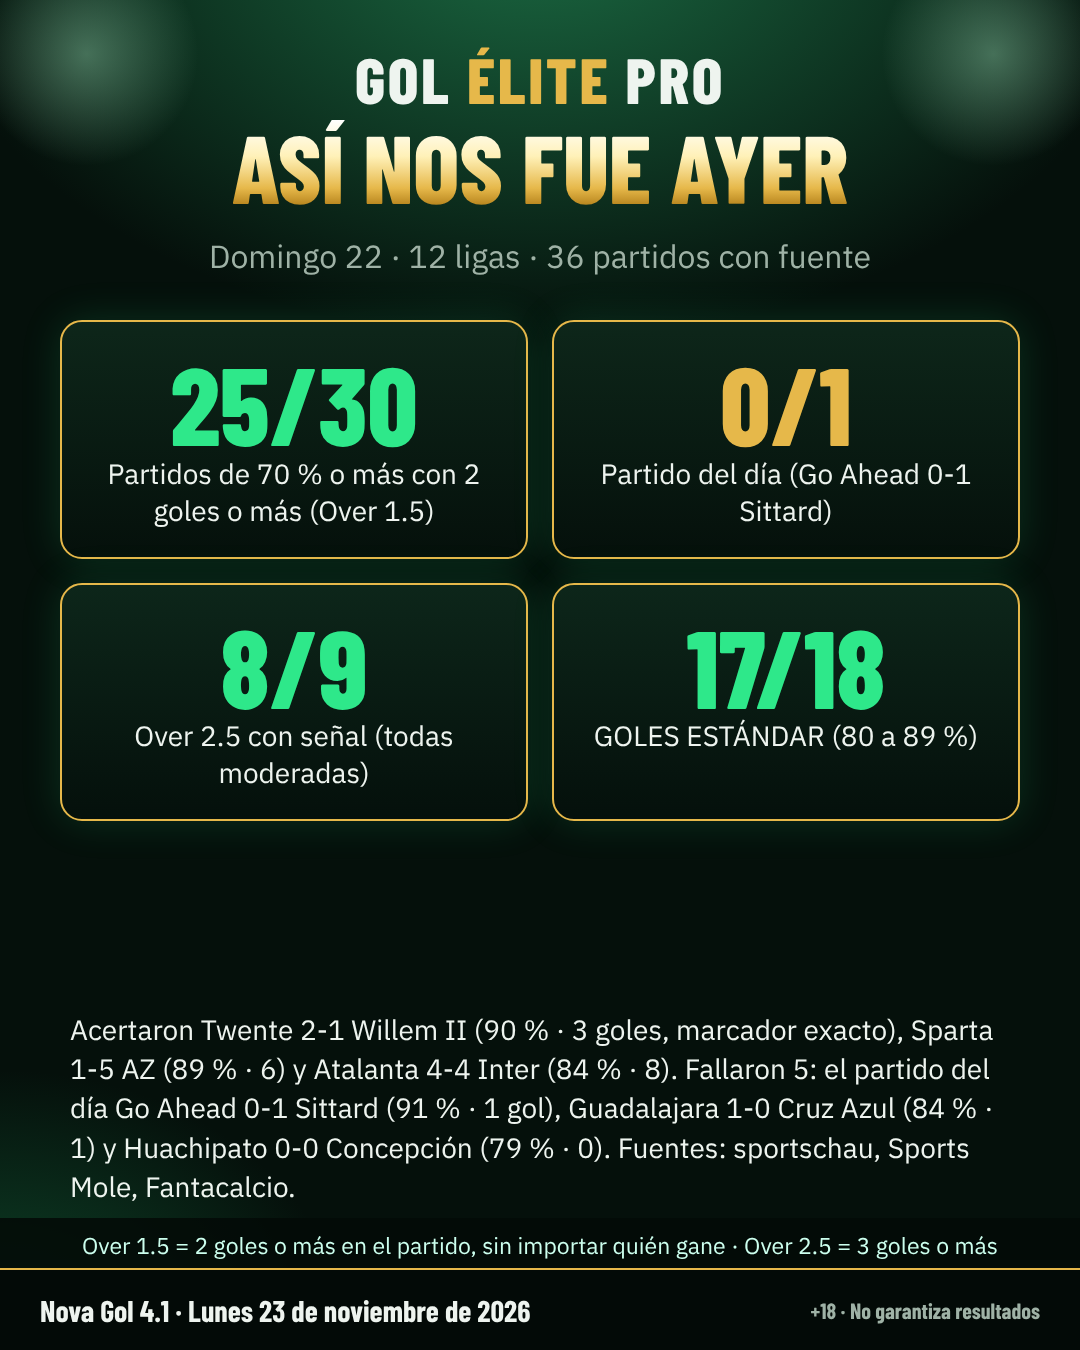 GOL ÉLITE PRO
ASÍ NOS FUE AYER
Domingo 22 · 12 ligas · 36 partidos con fuente
25/30
Partidos de 70 % o más con 2
goles o más (Over 1.5)
0/1
Partido del día (Go Ahead 0-1
Sittard)
8/9
Over 2.5 con señal (todas
moderadas)
17/18
GOLES ESTÁNDAR (80 a 89 %)
Acertaron Twente 2-1 Willem II (90 % · 3 goles, marcador exacto), Sparta
1-5 AZ (89 % · 6) y Atalanta 4-4 Inter (84 % · 8). Fallaron 5: el partido del
día Go Ahead 0-1 Sittard (91 % · 1 gol), Guadalajara 1-0 Cruz Azul (84 % ·
1) y Huachipato 0-0 Concepción (79 % · 0). Fuentes: sportschau, Sports
Mole, Fantacalcio.
Over 1.5 = 2 goles o más en el partido, sin importar quién gane · Over 2.5 = 3 goles o más
Nova Gol 4.1 · Lunes 23 de noviembre de 2026
+18 · No garantiza resultados